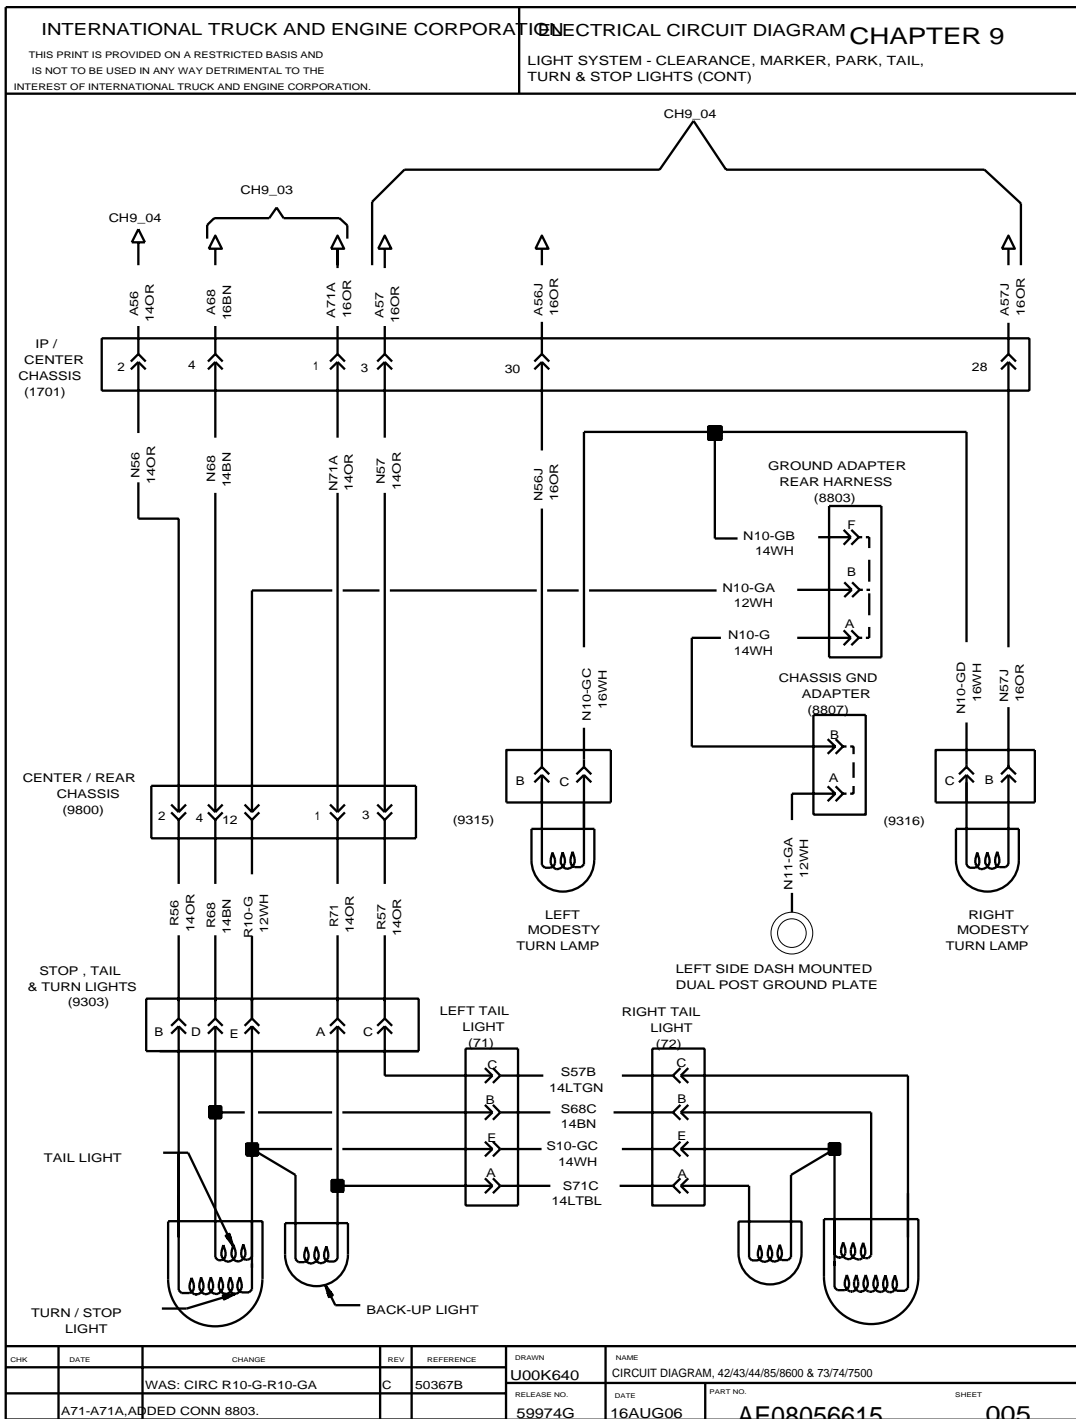 INTERNATIONAL TRUCK AND ENGINE CORPORATION
THIS PRINT IS PROVIDED ON A RESTRICTED BASIS AND
IS NOT TO BE USED IN ANY WAY DETRIMENTAL TO THE
INTEREST OF INTERNATIONAL TRUCK AND ENGINE CORPORATION.
ELECTRICAL CIRCUIT DIAGRAM
CHAPTER 9
LIGHT SYSTEM - CLEARANCE, MARKER, PARK, TAIL,
TURN & STOP LIGHTS (CONT)
CH9_04
CH9_03
CH9_04
A56
14OR
A68
16BN
A71A
16OR
A57
16OR
A56J
16OR
A57J
16OR
IP /
CENTER
CHASSIS
(1701)
2
4
1
3
30
28
N56
14OR
N68
14BN
N71A
14OR
N57
14OR
N56J
16OR
GROUND ADAPTER
REAR HARNESS
(8803)
N10-GB
14WH
F
N10-GA
12WH
B
N10-G
14WH
A
N10-GC
16WH
N10-GD
16WH
N57J
16OR
CHASSIS GND
ADAPTER
(8807)
B
A
CENTER / REAR
CHASSIS
(9800)
2
4
12
1
3
(9315)
B
C
(9316)
C
B
N11-GA
12WH
R56
14OR
R68
14BN
R10-G
12WH
R71
14OR
R57
14OR
LEFT
MODESTY
TURN LAMP
RIGHT
MODESTY
TURN LAMP
LEFT SIDE DASH MOUNTED
DUAL POST GROUND PLATE
STOP , TAIL
& TURN LIGHTS
(9303)
B
D
E
A
C
LEFT TAIL
LIGHT
(71)
RIGHT TAIL
LIGHT
(72)
C
S57B
14LTGN
C
B
S68C
14BN
B
E
S10-GC
14WH
E
A
S71C
14LTBL
A
TAIL LIGHT
TURN / STOP
LIGHT
BACK-UP LIGHT
CHK
DATE
CHANGE
REV
REFERENCE
DRAWN
NAME
WAS: CIRC R10-G-R10-GA
C
50367B
U00K640
CIRCUIT DIAGRAM, 42/43/44/85/8600 & 73/74/7500
RELEASE NO.
DATE
PART NO.
SHEET
A71-A71A,ADDED CONN 8803.
59974G
16AUG06
AE08056615
005